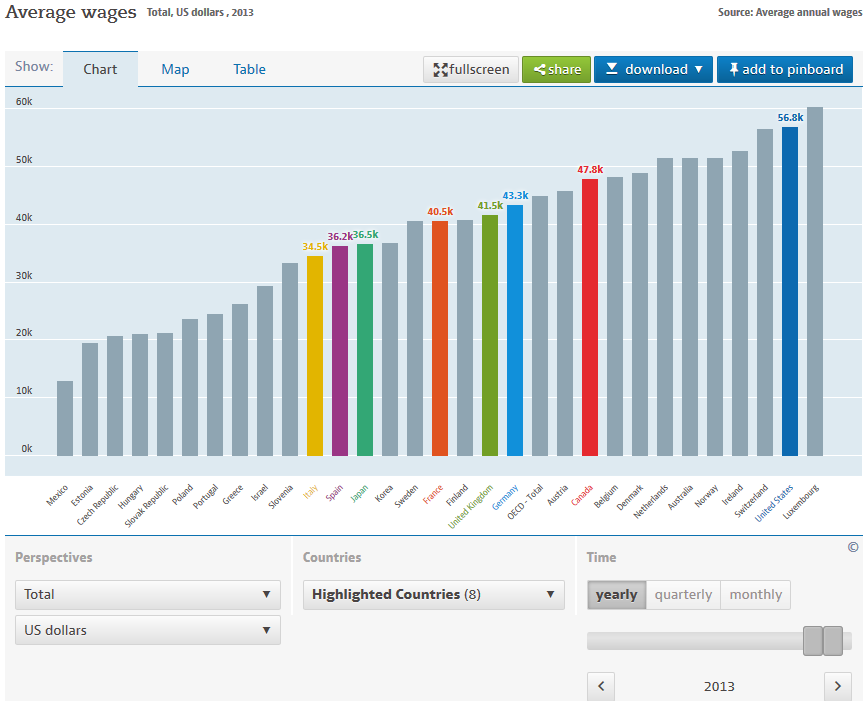 Average wages Total, US dollars , 2013 Source: Average annual wages
Show: Chart Map Table fullscreen share download ▼ add to pinboard
60k
56.8k
50k
47.8k
43.3k
41.5k
40.5k
40k
36.5k
36.2k
34.5k
30k
20k
10k
0k
Mexico
Estonia
Czech Republic
Hungary
Slovak Republic
Poland
Portugal
Greece
Israel
Slovenia
Italy
Spain
Japan
Korea
Sweden
France
Finland
United Kingdom
Germany
OECD - Total
Austria
Canada
Belgium
Denmark
Netherlands
Australia
Norway
Ireland
Switzerland
United States
Luxembourg
©
Perspectives Countries Time
Total ▼ Highlighted Countries (8) ▼ yearly quarterly monthly
US dollars ▼
< 2013 >